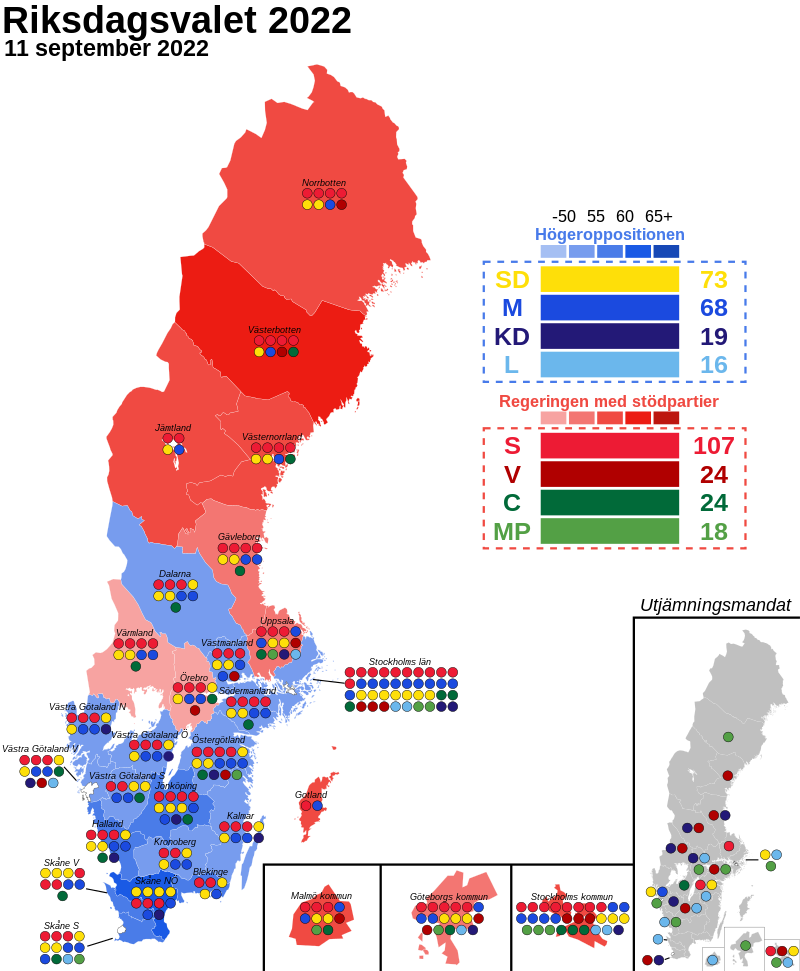 Riksdagsvalet 2022
11 september 2022
Norrbotten
-50 55 60 65+
Högeroppositionen
SD 73
M 68
KD 19
L 16
Västerbotten
Regeringen med stödpartier
S 107
V 24
C 24
MP 18
Jämtland
Västernorrland
Gävleborg
Dalarna
Utjämningsmandat
Uppsala
Värmland
Västmanland
Stockholms län
Örebro
Södermanland
Västra Götaland N
Västra Götaland Ö
Östergötland
Västra Götaland V
Västra Götaland S
Jönköping
Gotland
Kalmar
Halland
Kronoberg
Skåne V
Blekinge
Skåne NÖ
Malmö kommun
Göteborgs kommun
Stockholms kommun
Skåne S